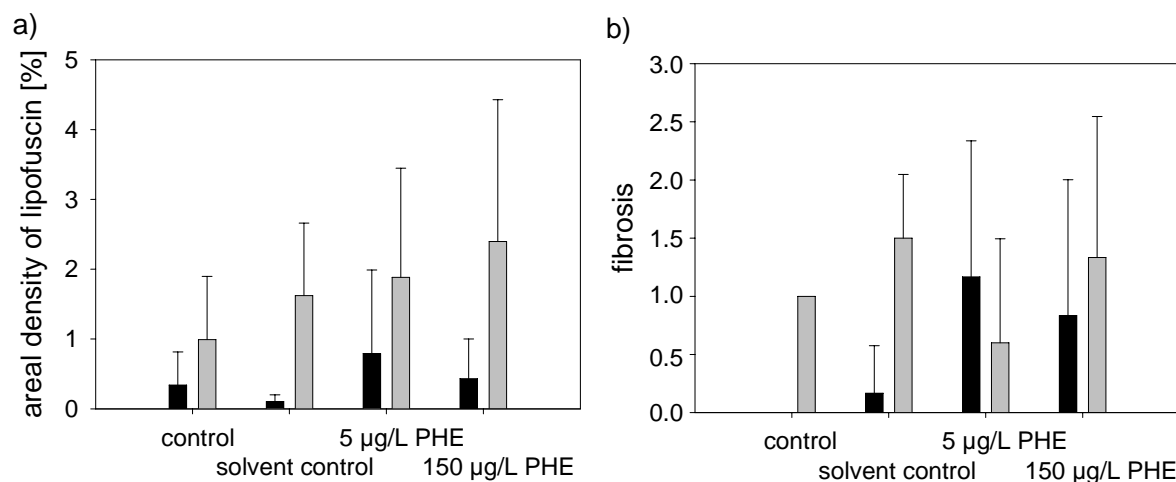 a)
areal density of lipofuscin [%]
5
4
3
2
1
0
control
5 µg/L PHE
solvent control
150 µg/L PHE
b)
fibrosis
3.0
2.5
2.0
1.5
1.0
0.5
0.0
control
5 µg/L PHE
solvent control
150 µg/L PHE